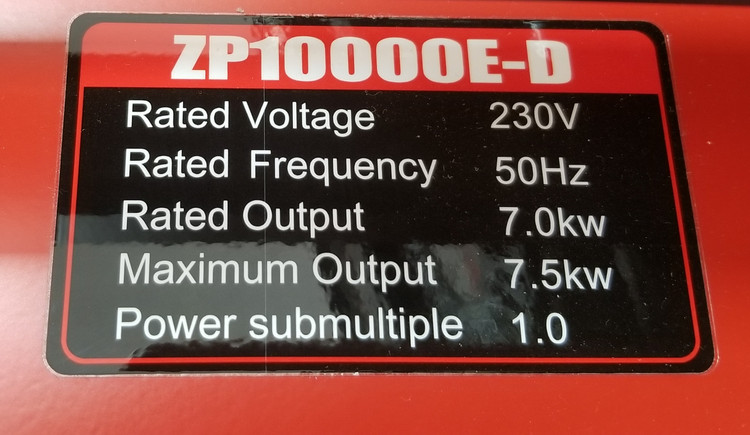 ZP10000E-D
Rated Voltage 230V
Rated Frequency 50Hz
Rated Output 7.0kw
Maximum Output 7.5kw
Power submultiple 1.0